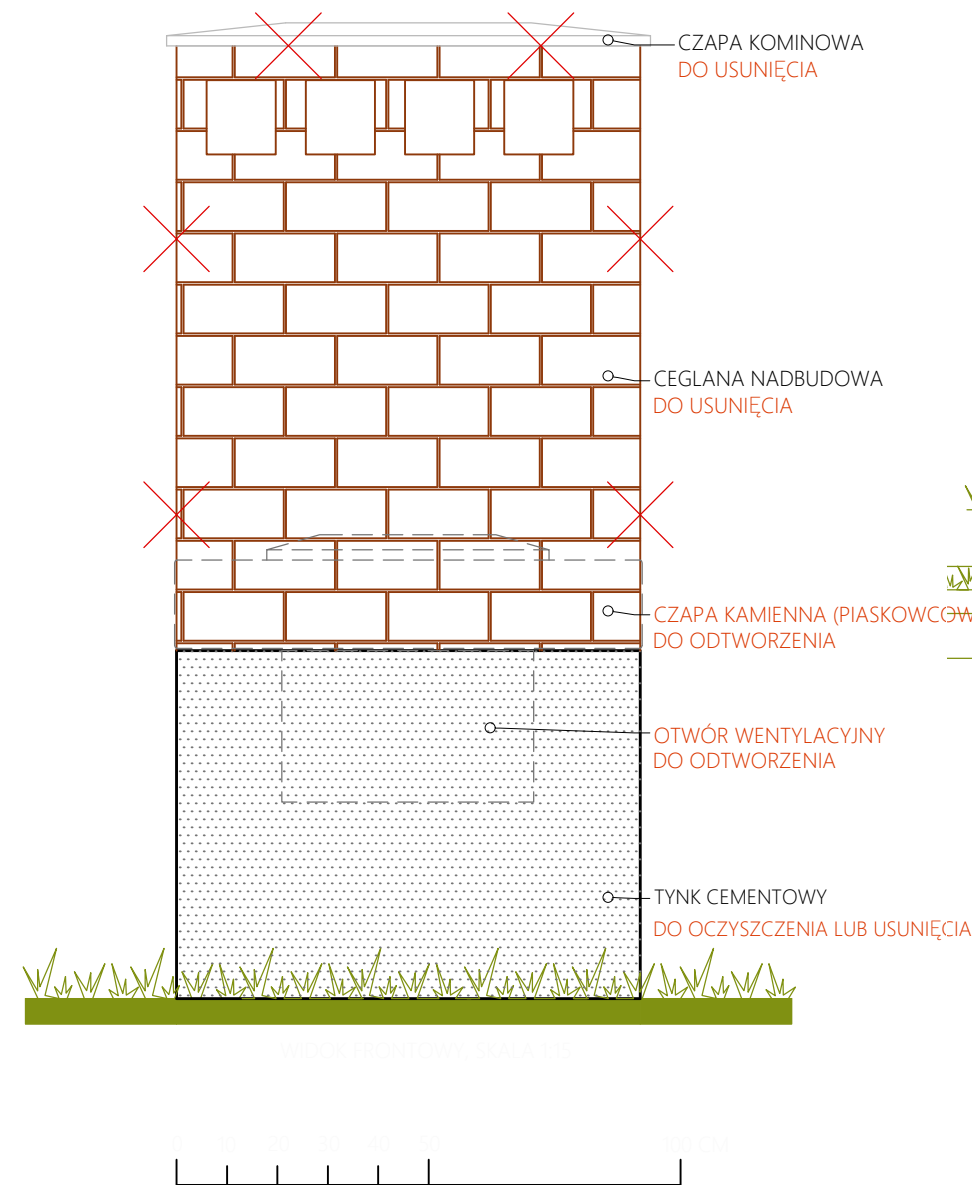 CZAPA KOMINOWA
DO USUNIĘCIA
CEGLANA NADBUDOWA
DO USUNIĘCIA
CZAPA KAMIENNA (PIASKOWCOW
DO ODTWORZENIA
OTWÓR WENTYLACYJNY
DO ODTWORZENIA
TYNK CEMENTOWY
DO OCZYSZCZENIA LUB USUNIĘCIA
WIDOK FRONTOWY, SKALA 1:15
0 10 20 30 40 50 100 CM